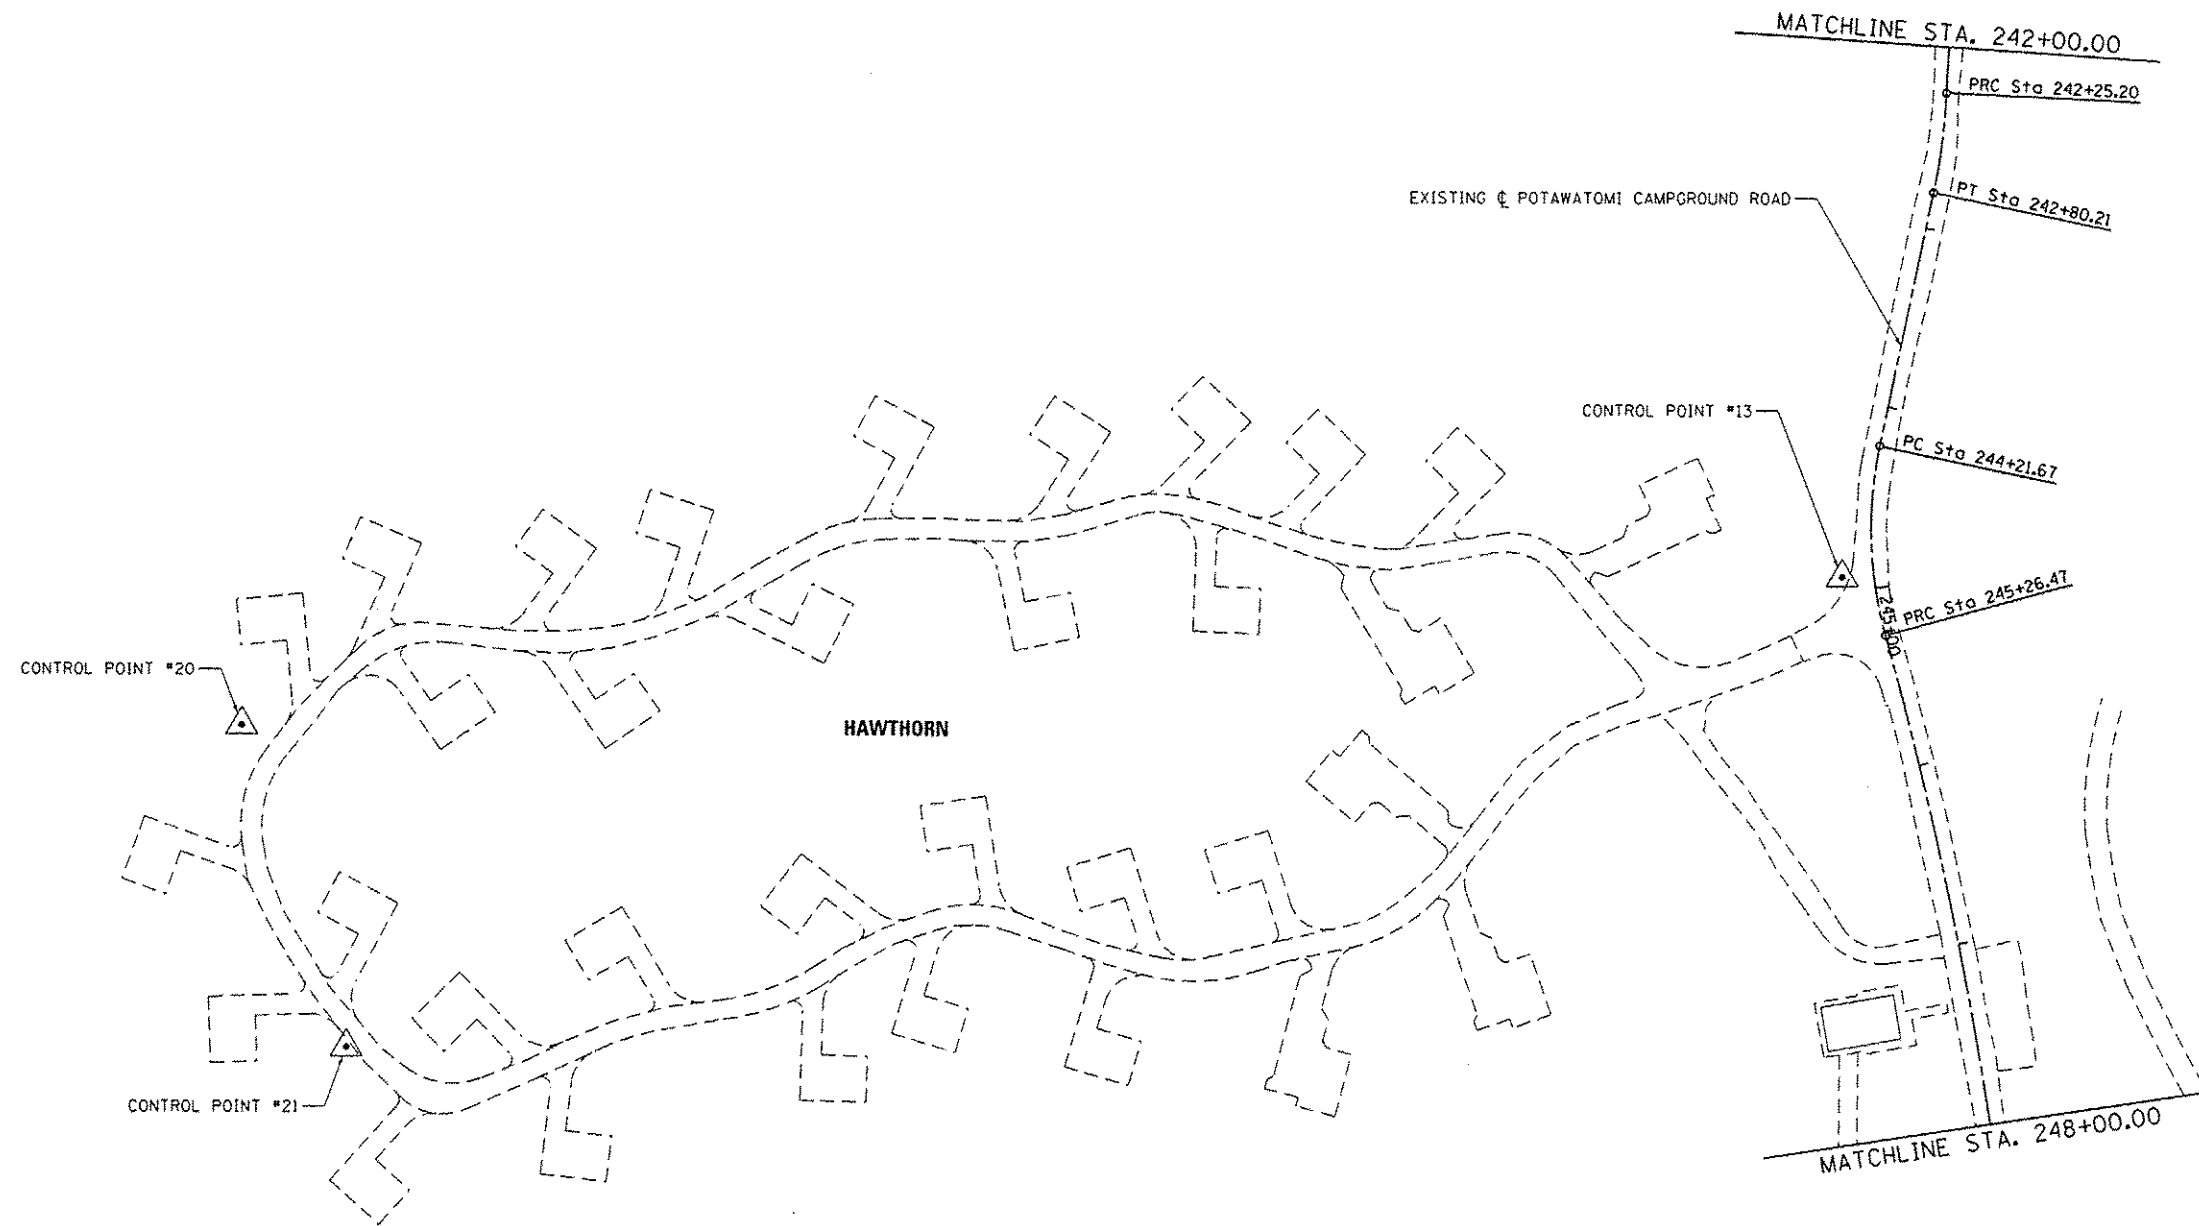 MATCHLINE STA. 242+00.00
PRC Sta 242+25.20
EXISTING ℄ POTAWATOMI CAMPGROUND ROAD
PT Sta 242+80.21
CONTROL POINT #13
PC Sta 244+21.67
245+00
PRC Sta 245+26.47
CONTROL POINT #20
HAWTHORN
CONTROL POINT #21
MATCHLINE STA. 248+00.00